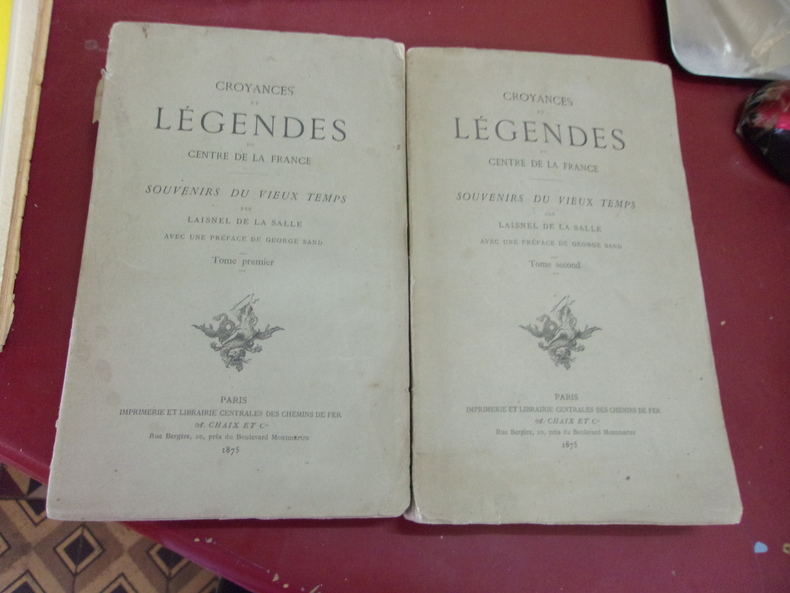 CROYANCES
ET
LÉGENDES
DU
CENTRE DE LA FRANCE
SOUVENIRS DU VIEUX TEMPS
PAR
LAISNEL DE LA SALLE
AVEC UNE PRÉFACE DE GEORGE SAND
Tome premier
PARIS
IMPRIMERIE ET LIBRAIRIE CENTRALES DES CHEMINS DE FER
A. CHAIX ET Cie
Rue Bergère, 20, près du Boulevard Montmartre
1875
CROYANCES
ET
LÉGENDES
DU
CENTRE DE LA FRANCE
SOUVENIRS DU VIEUX TEMPS
PAR
LAISNEL DE LA SALLE
AVEC UNE PRÉFACE DE GEORGE SAND
Tome second
PARIS
IMPRIMERIE ET LIBRAIRIE CENTRALES DES CHEMINS DE FER
A. CHAIX ET Cie
Rue Bergère, 20, près du Boulevard Montmartre
1875